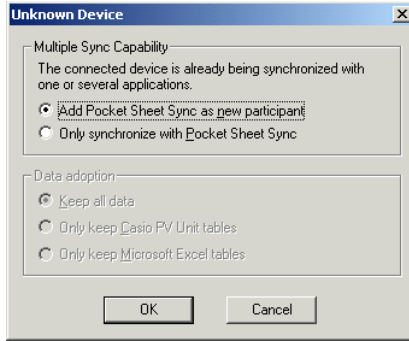 Unknown Device
Multiple Sync Capability
The connected device is already being synchronized with
one or several applications.
Add Pocket Sheet Sync as new participant
Only synchronize with Pocket Sheet Sync
Data adoption
Keep all data
Only keep Casio PV Unit tables
Only keep Microsoft Excel tables
OK
Cancel